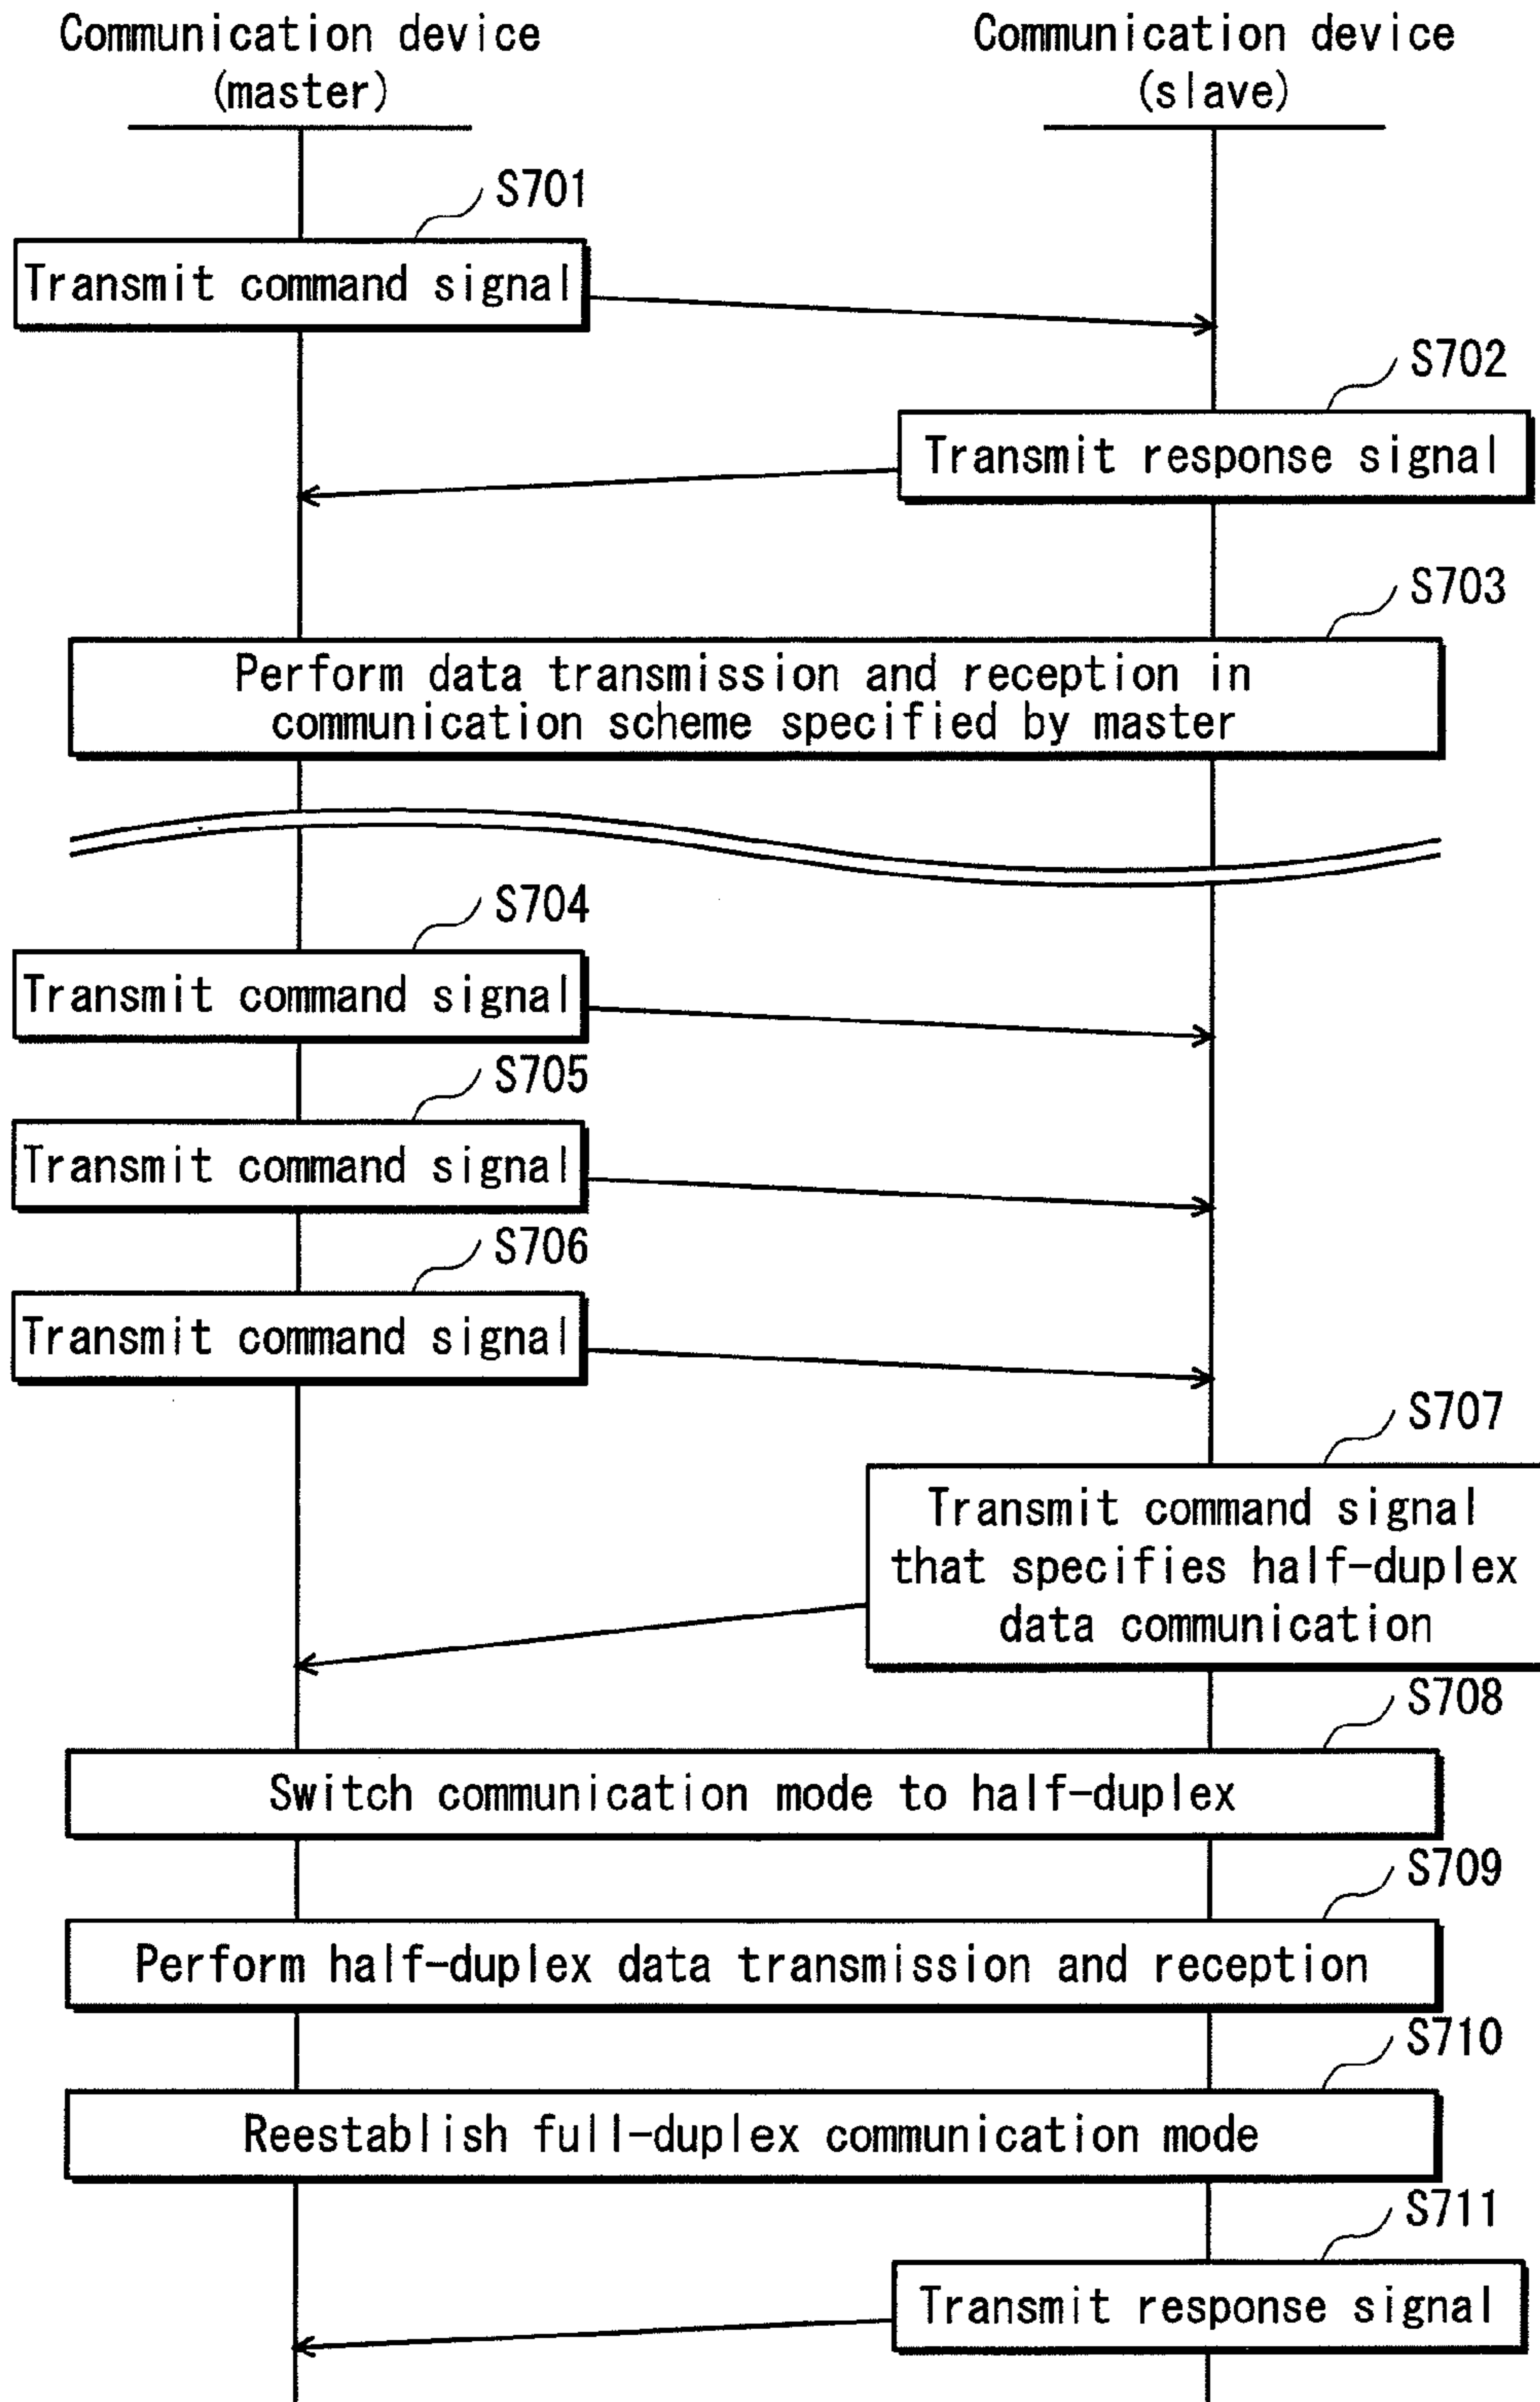 Communication device
(master)
Communication device
(slave)
S701
Transmit command signal
S702
Transmit response signal
S703
Perform data transmission and reception in
communication scheme specified by master
S704
Transmit command signal
S705
Transmit command signal
S706
Transmit command signal
S707
Transmit command signal
that specifies half-duplex
data communication
S708
Switch communication mode to half-duplex
S709
Perform half-duplex data transmission and reception
S710
Reestablish full-duplex communication mode
S711
Transmit response signal